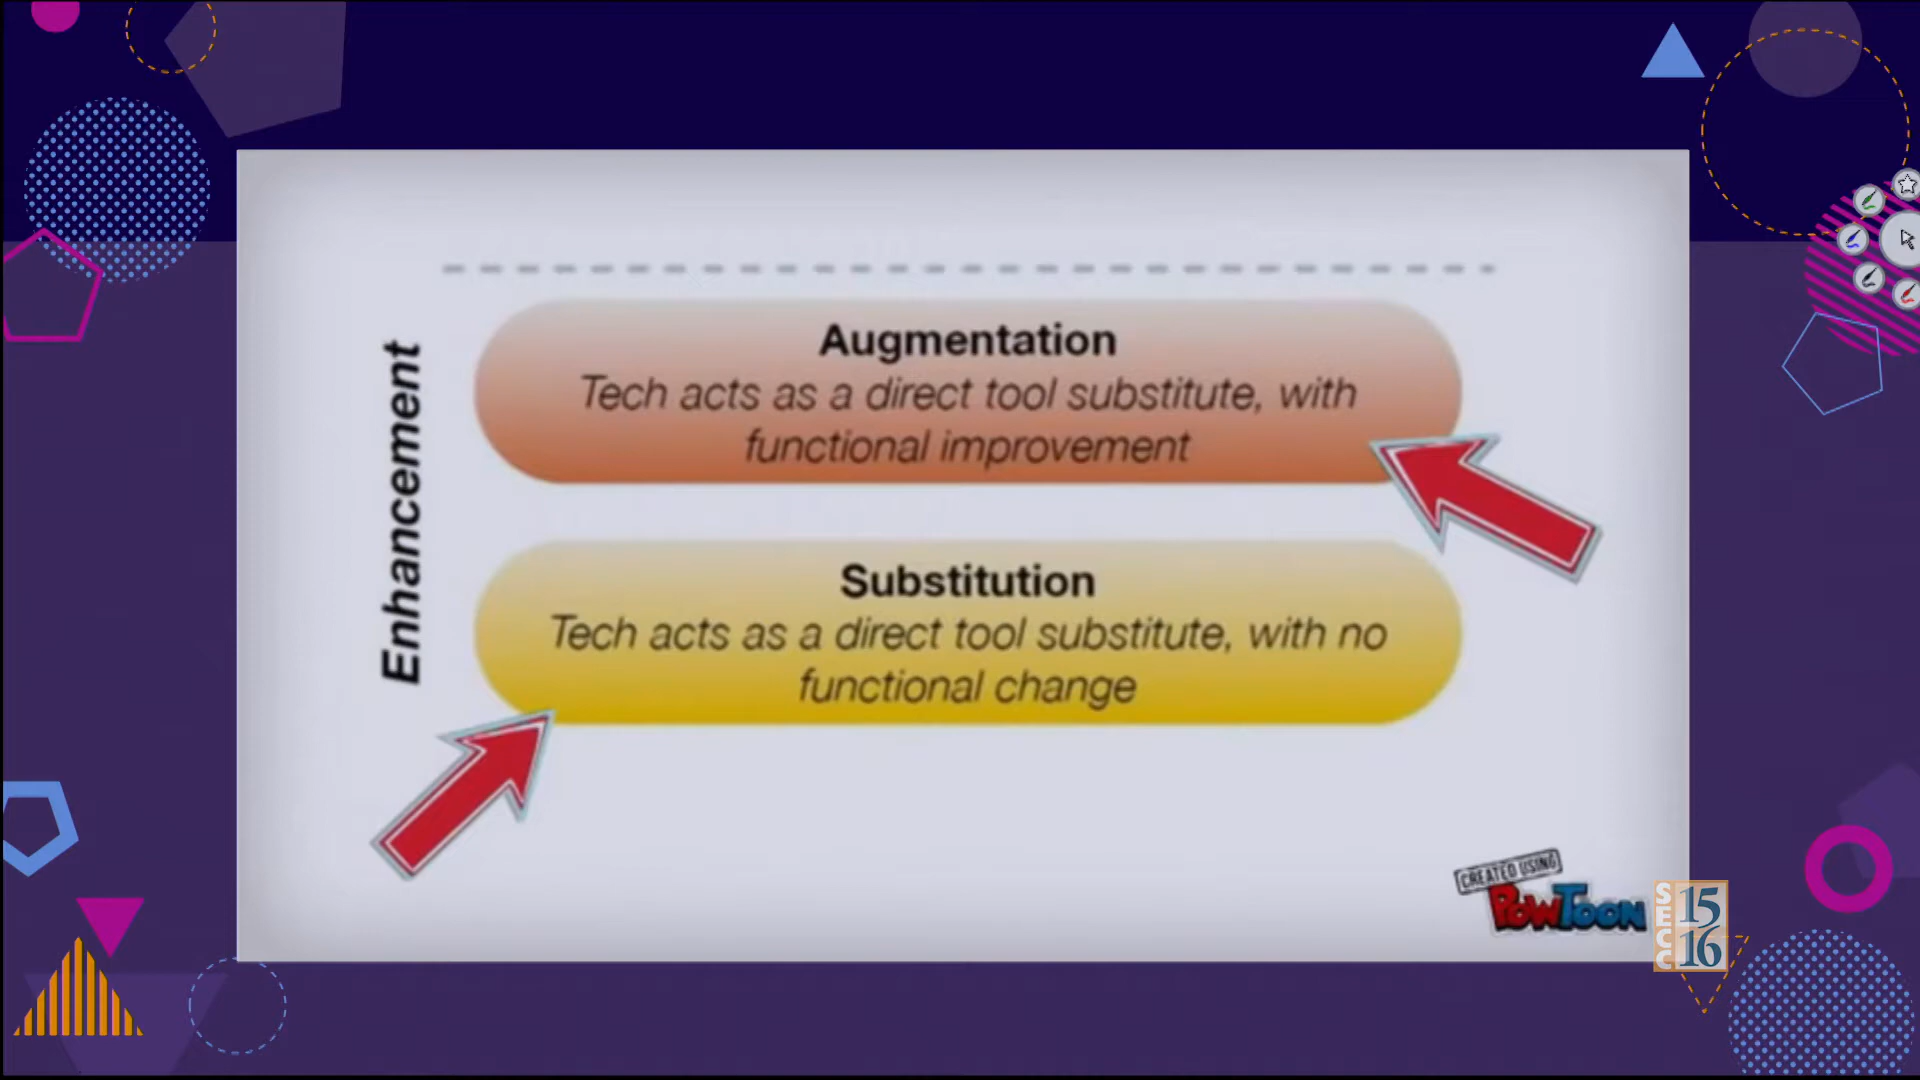 Enhancement
Augmentation
Tech acts as a direct tool substitute, with
functional improvement
Substitution
Tech acts as a direct tool substitute, with no
functional change
CREATED USING
POWTOON
SECC
15
16